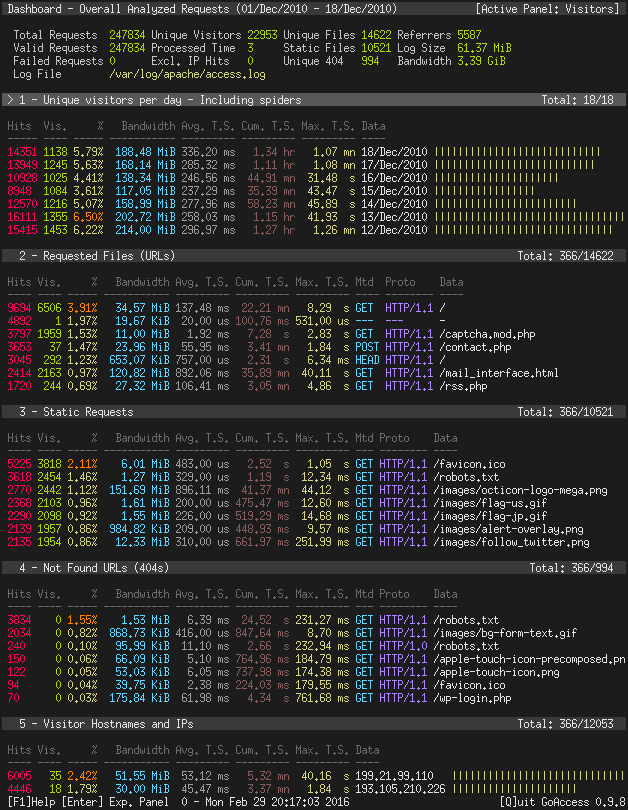 Dashboard - Overall Analyzed Requests (01/Dec/2010 - 18/Dec/2010) [Active Panel: Visitors]
Total Requests 247834 Unique Visitors 22953 Unique Files 14622 Referrers 5587
Valid Requests 247834 Processed Time 3 Static Files 10521 Log Size 61.37 MiB
Failed Requests 0 Excl. IP Hits 0 Unique 404 994 Bandwidth 3.39 GiB
Log File /var/log/apache/access.log
> 1 - Unique visitors per day - Including spiders Total: 18/18
Hits Vis. % Bandwidth Avg. T.S. Cum. T.S. Max. T.S. Data
---- ---- ---- --------- --------- --------- --------- ----
14351 1138 5.79% 188.48 MiB 336.20 ms 1.34 hr 1.07 mn 18/Dec/2010 ||||||||||||||||||||||||||||
13949 1245 5.63% 168.14 MiB 285.32 ms 1.11 hr 1.08 mn 17/Dec/2010 |||||||||||||||||||||||||||
10928 1025 4.41% 138.34 MiB 246.56 ms 44.91 mn 31.48 s 16/Dec/2010 |||||||||||||||||||||
8948 1084 3.61% 117.05 MiB 237.29 ms 35.39 mn 43.47 s 15/Dec/2010 |||||||||||||||||
12570 1216 5.07% 158.99 MiB 277.96 ms 58.23 mn 45.89 s 14/Dec/2010 ||||||||||||||||||||||||
16111 1355 6.50% 202.72 MiB 258.03 ms 1.15 hr 41.93 s 13/Dec/2010 ||||||||||||||||||||||||||||||||
15415 1453 6.22% 214.00 MiB 296.97 ms 1.27 hr 1.26 mn 12/Dec/2010 ||||||||||||||||||||||||||||||
2 - Requested Files (URLs) Total: 366/14622
Hits Vis. % Bandwidth Avg. T.S. Cum. T.S. Max. T.S. Mtd Proto Data
---- ---- ---- --------- --------- --------- --------- --- ----- ----
9694 6506 3.91% 34.57 MiB 137.48 ms 22.21 mn 8.29 s GET HTTP/1.1 /
4892 1 1.97% 19.67 KiB 20.00 us 100.76 ms 531.00 us --- --- -
3797 1959 1.53% 11.00 MiB 1.92 ms 7.28 s 2.83 s GET HTTP/1.1 /captcha.mod.php
3653 37 1.47% 23.96 MiB 55.95 ms 3.41 mn 1.84 s POST HTTP/1.1 /contact.php
3045 292 1.23% 653.07 KiB 757.00 us 2.31 s 6.34 ms HEAD HTTP/1.1 /
2414 2163 0.97% 120.82 MiB 892.06 ms 35.89 mn 40.11 s GET HTTP/1.1 /mail_interface.html
1720 244 0.69% 27.32 MiB 106.41 ms 3.05 mn 4.86 s GET HTTP/1.1 /rss.php
3 - Static Requests Total: 366/10521
Hits Vis. % Bandwidth Avg. T.S. Cum. T.S. Max. T.S. Mtd Proto Data
---- ---- ---- --------- --------- --------- --------- --- ----- ----
5225 3818 2.11% 6.01 MiB 483.00 us 2.52 s 1.05 s GET HTTP/1.1 /favicon.ico
3618 2454 1.46% 1.27 MiB 329.00 us 1.19 s 12.34 ms GET HTTP/1.1 /robots.txt
2770 2442 1.12% 151.69 MiB 896.11 ms 41.37 mn 44.12 s GET HTTP/1.1 /images/octicon-logo-mega.png
2368 2103 0.96% 1.61 MiB 200.00 us 475.47 ms 12.60 ms GET HTTP/1.1 /images/flag-us.gif
2290 2098 0.92% 1.55 MiB 226.00 us 519.29 ms 14.68 ms GET HTTP/1.1 /images/flag-jp.gif
2139 1957 0.86% 984.82 KiB 209.00 us 448.93 ms 9.57 ms GET HTTP/1.1 /images/alert-overlay.png
2135 1954 0.86% 12.33 MiB 310.00 us 661.97 ms 251.99 ms GET HTTP/1.1 /images/follow_twitter.png
4 - Not Found URLs (404s) Total: 366/994
Hits Vis. % Bandwidth Avg. T.S. Cum. T.S. Max. T.S. Mtd Proto Data
---- ---- ---- --------- --------- --------- --------- --- ----- ----
3834 0 1.55% 1.53 MiB 6.39 ms 24.52 s 231.27 ms GET HTTP/1.1 /robots.txt
2034 0 0.82% 868.73 KiB 416.00 us 847.64 ms 8.70 ms GET HTTP/1.1 /images/bg-form-text.gif
240 0 0.10% 95.99 KiB 11.10 ms 2.66 s 232.94 ms GET HTTP/1.0 /robots.txt
150 0 0.06% 66.09 KiB 5.10 ms 764.96 ms 184.79 ms GET HTTP/1.1 /apple-touch-icon-precomposed.pn
122 0 0.05% 53.03 KiB 6.05 ms 737.98 ms 174.38 ms GET HTTP/1.1 /apple-touch-icon.png
94 0 0.04% 39.75 KiB 2.38 ms 224.03 ms 179.55 ms GET HTTP/1.1 /favicon.ico
70 0 0.03% 175.84 KiB 61.98 ms 4.34 s 761.68 ms GET HTTP/1.1 /wp-login.php
5 - Visitor Hostnames and IPs Total: 366/12053
Hits Vis. % Bandwidth Avg. T.S. Cum. T.S. Max. T.S. Data
---- ---- ---- --------- --------- --------- --------- ----
6005 35 2.42% 51.55 MiB 53.12 ms 5.32 mn 40.16 s 199.21.99.110 |||||||||||||||||||||||||||||
4446 18 1.79% 30.00 MiB 45.47 ms 3.37 mn 1.84 s 193.105.210.226 |||||||||||||||||||||
[F1]Help [Enter] Exp. Panel 0 - Mon Feb 29 20:17:03 2016 [Q]uit GoAccess 0.9.8